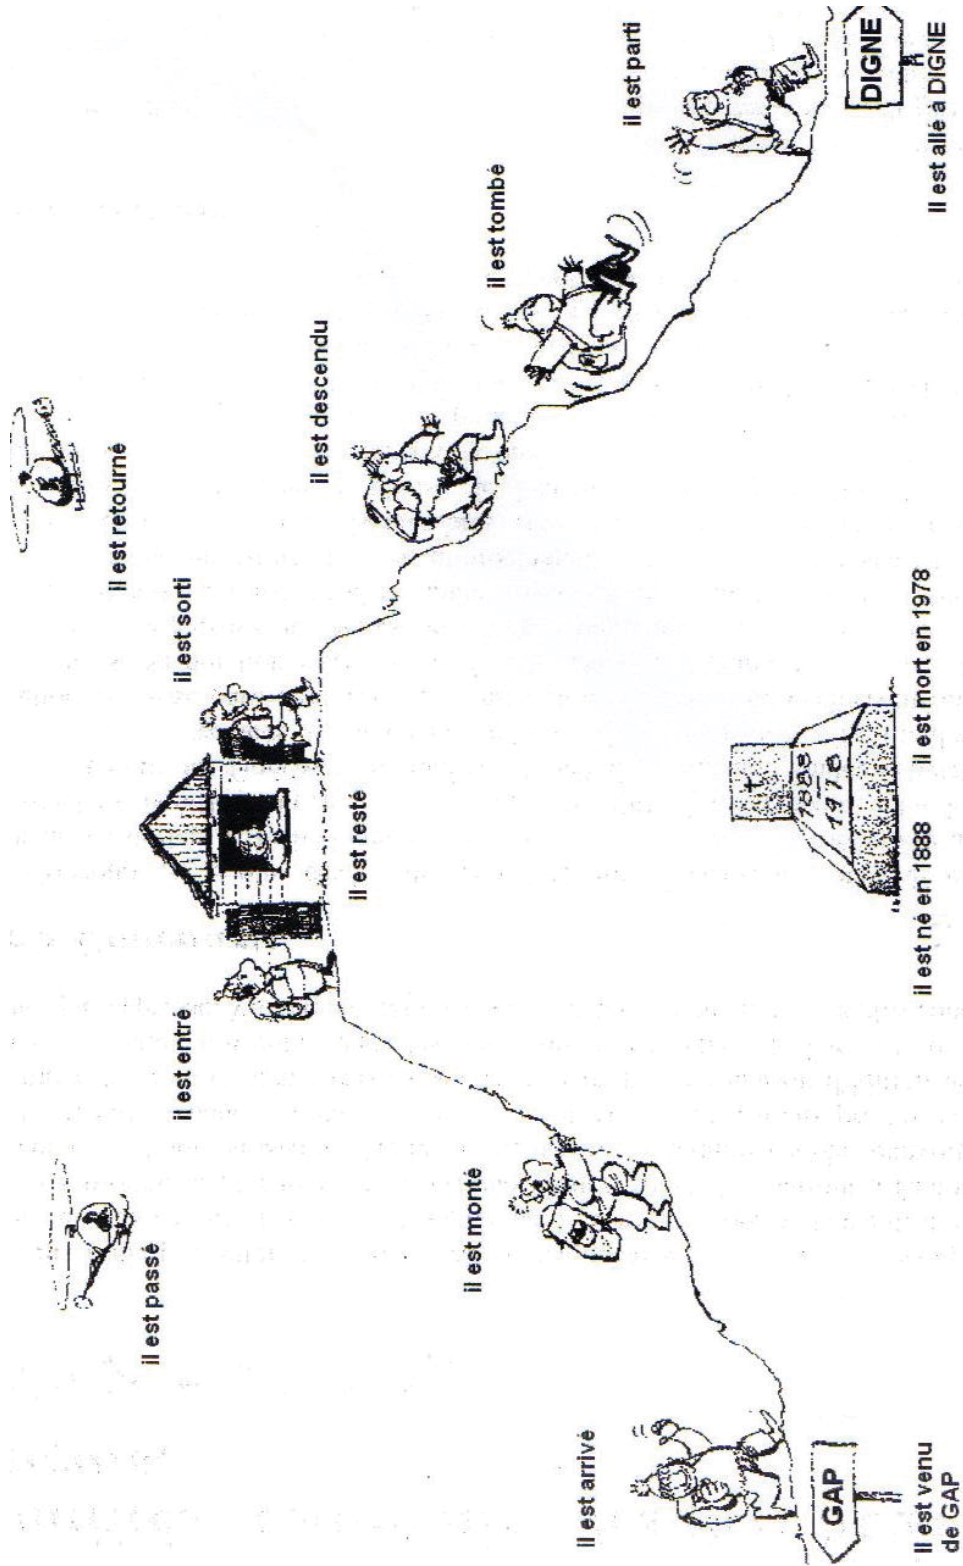 il est passé
il est retourné
il est entre
il est sorti
il est resté
il est monté
il est descendu
il est tombé
il est arrivé
il est parti
GAP
Il est venu
de GAP
1888
1978
il est né en 1888
il est mort en 1978
DIGNE
Il est allé à DIGNE